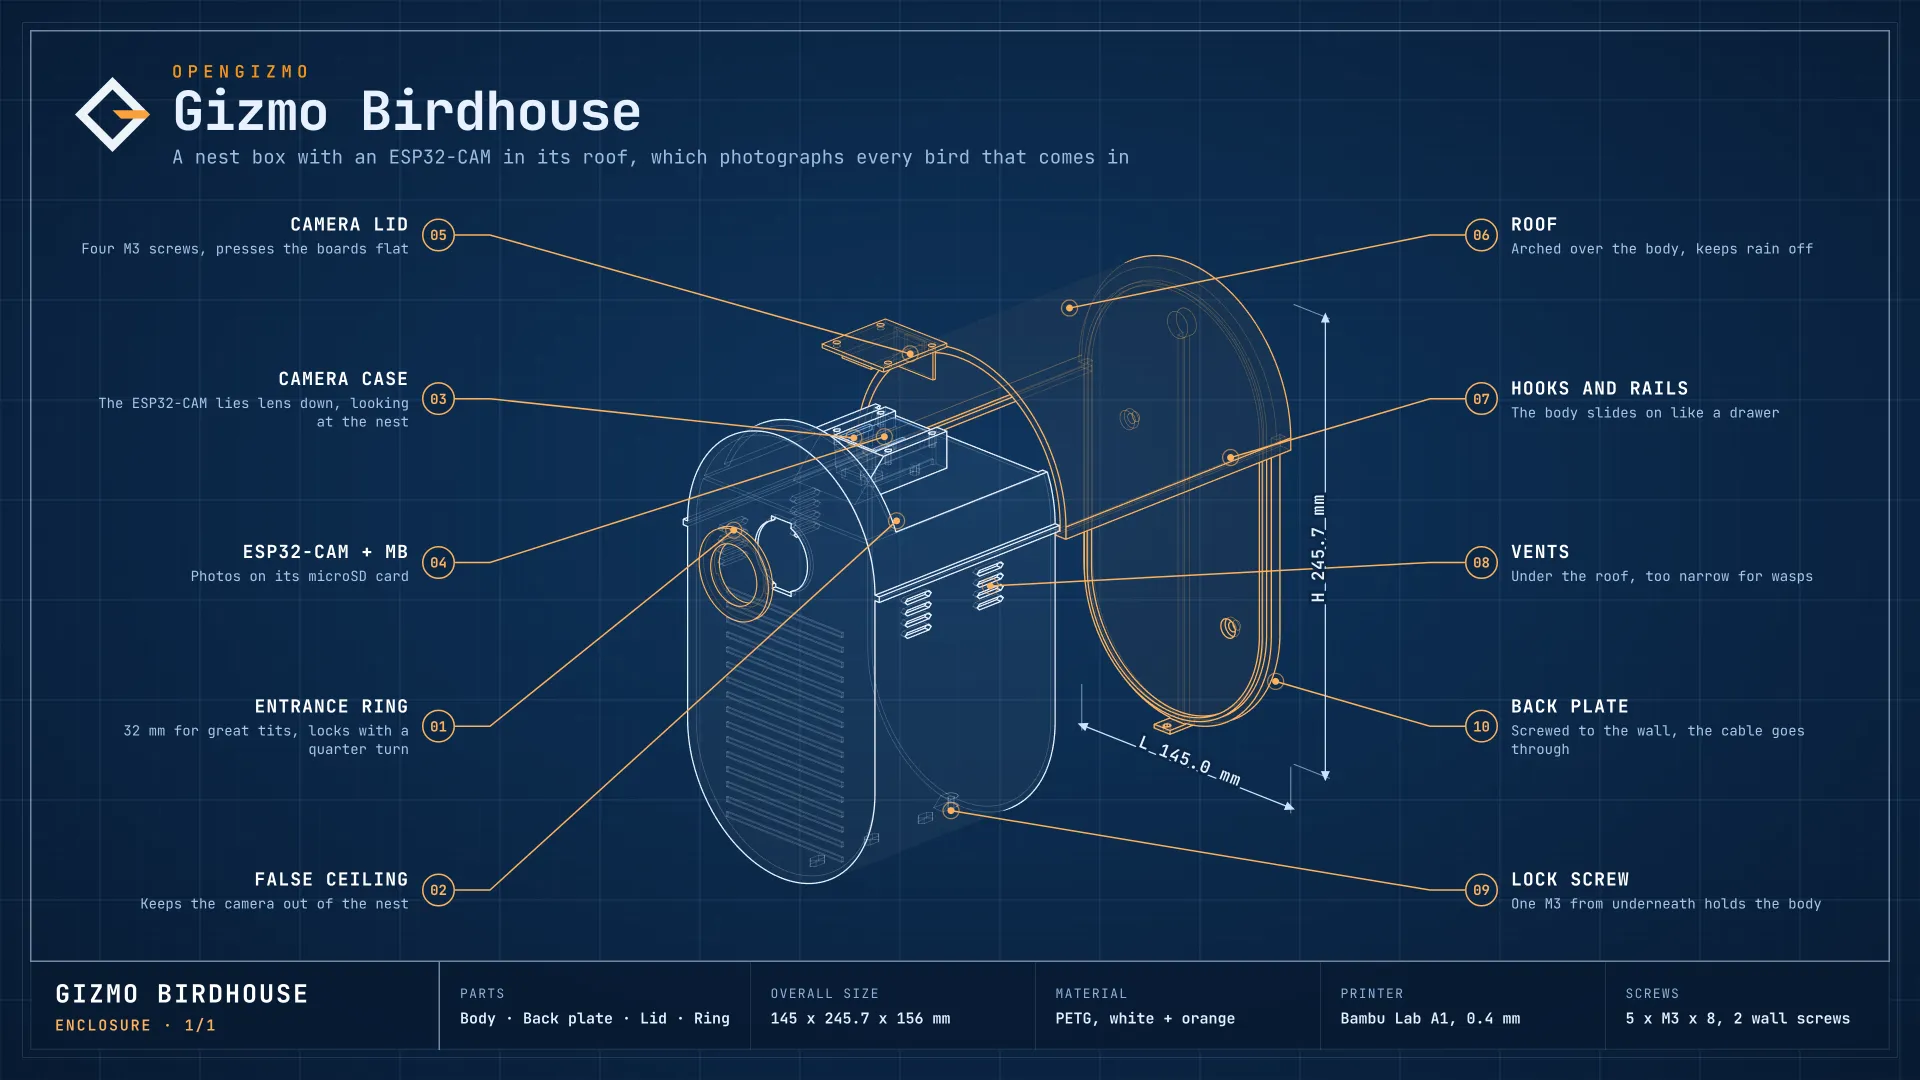 OPENGIZMO
Gizmo Birdhouse
A nest box with an ESP32-CAM in its roof, which photographs every bird that comes in
CAMERA LID
Four M3 screws, presses the boards flat
05
CAMERA CASE
The ESP32-CAM lies lens down, looking
at the nest
03
ESP32-CAM + MB
Photos on its microSD card
04
ENTRANCE RING
32 mm for great tits, locks with a
quarter turn
01
FALSE CEILING
Keeps the camera out of the nest
02
06
ROOF
Arched over the body, keeps rain off
07
HOOKS AND RAILS
The body slides on like a drawer
08
VENTS
Under the roof, too narrow for wasps
10
BACK PLATE
Screwed to the wall, the cable goes
through
09
LOCK SCREW
One M3 from underneath holds the body
H 245.7 mm
L 145.0 mm
GIZMO BIRDHOUSE
ENCLOSURE · 1/1
PARTS
Body · Back plate · Lid · Ring
OVERALL SIZE
145 x 245.7 x 156 mm
MATERIAL
PETG, white + orange
PRINTER
Bambu Lab A1, 0.4 mm
SCREWS
5 x M3 x 8, 2 wall screws